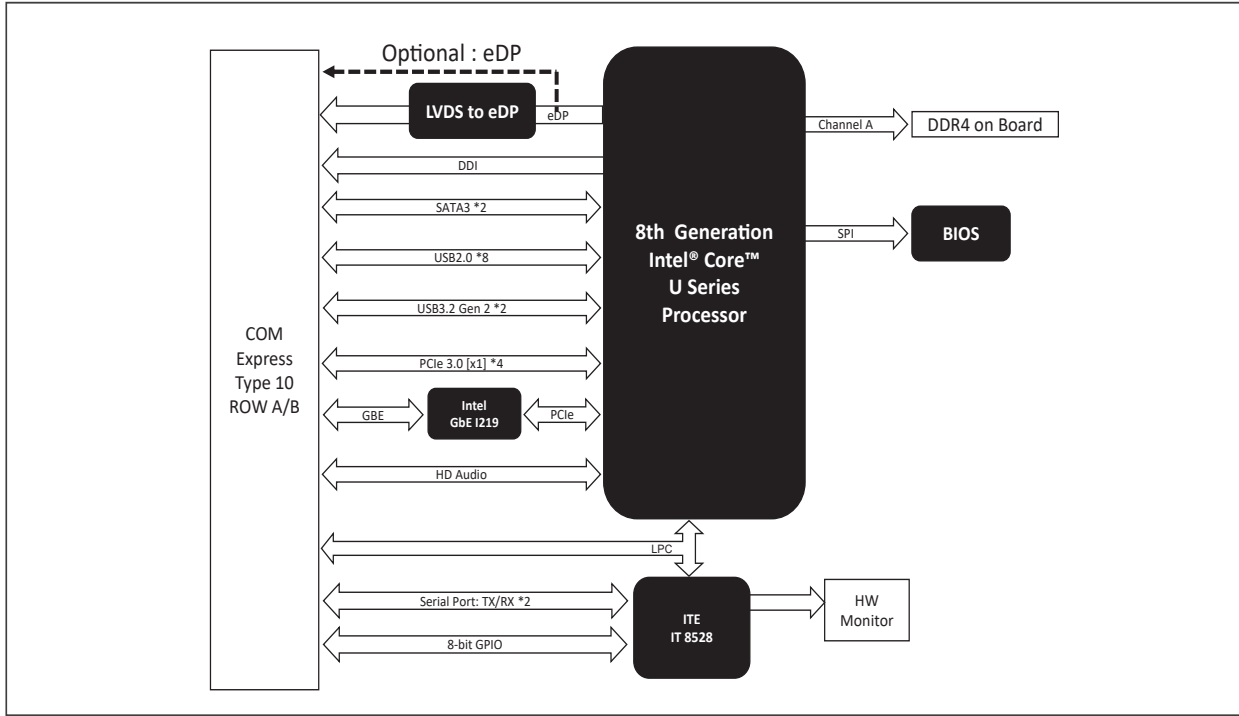 Optional : eDP
LVDS to eDP
eDP
Channel A
DDR4 on Board
DDI
SATA3 *2
8th Generation
Intel® Core™
U Series
Processor
SPI
BIOS
USB2.0 *8
USB3.2 Gen 2 *2
COM
Express
Type 10
ROW A/B
PCIe 3.0 [x1] *4
GBE
Intel
GbE I219
PCIe
HD Audio
LPC
Serial Port: TX/RX *2
ITE
IT 8528
HW
Monitor
8-bit GPIO